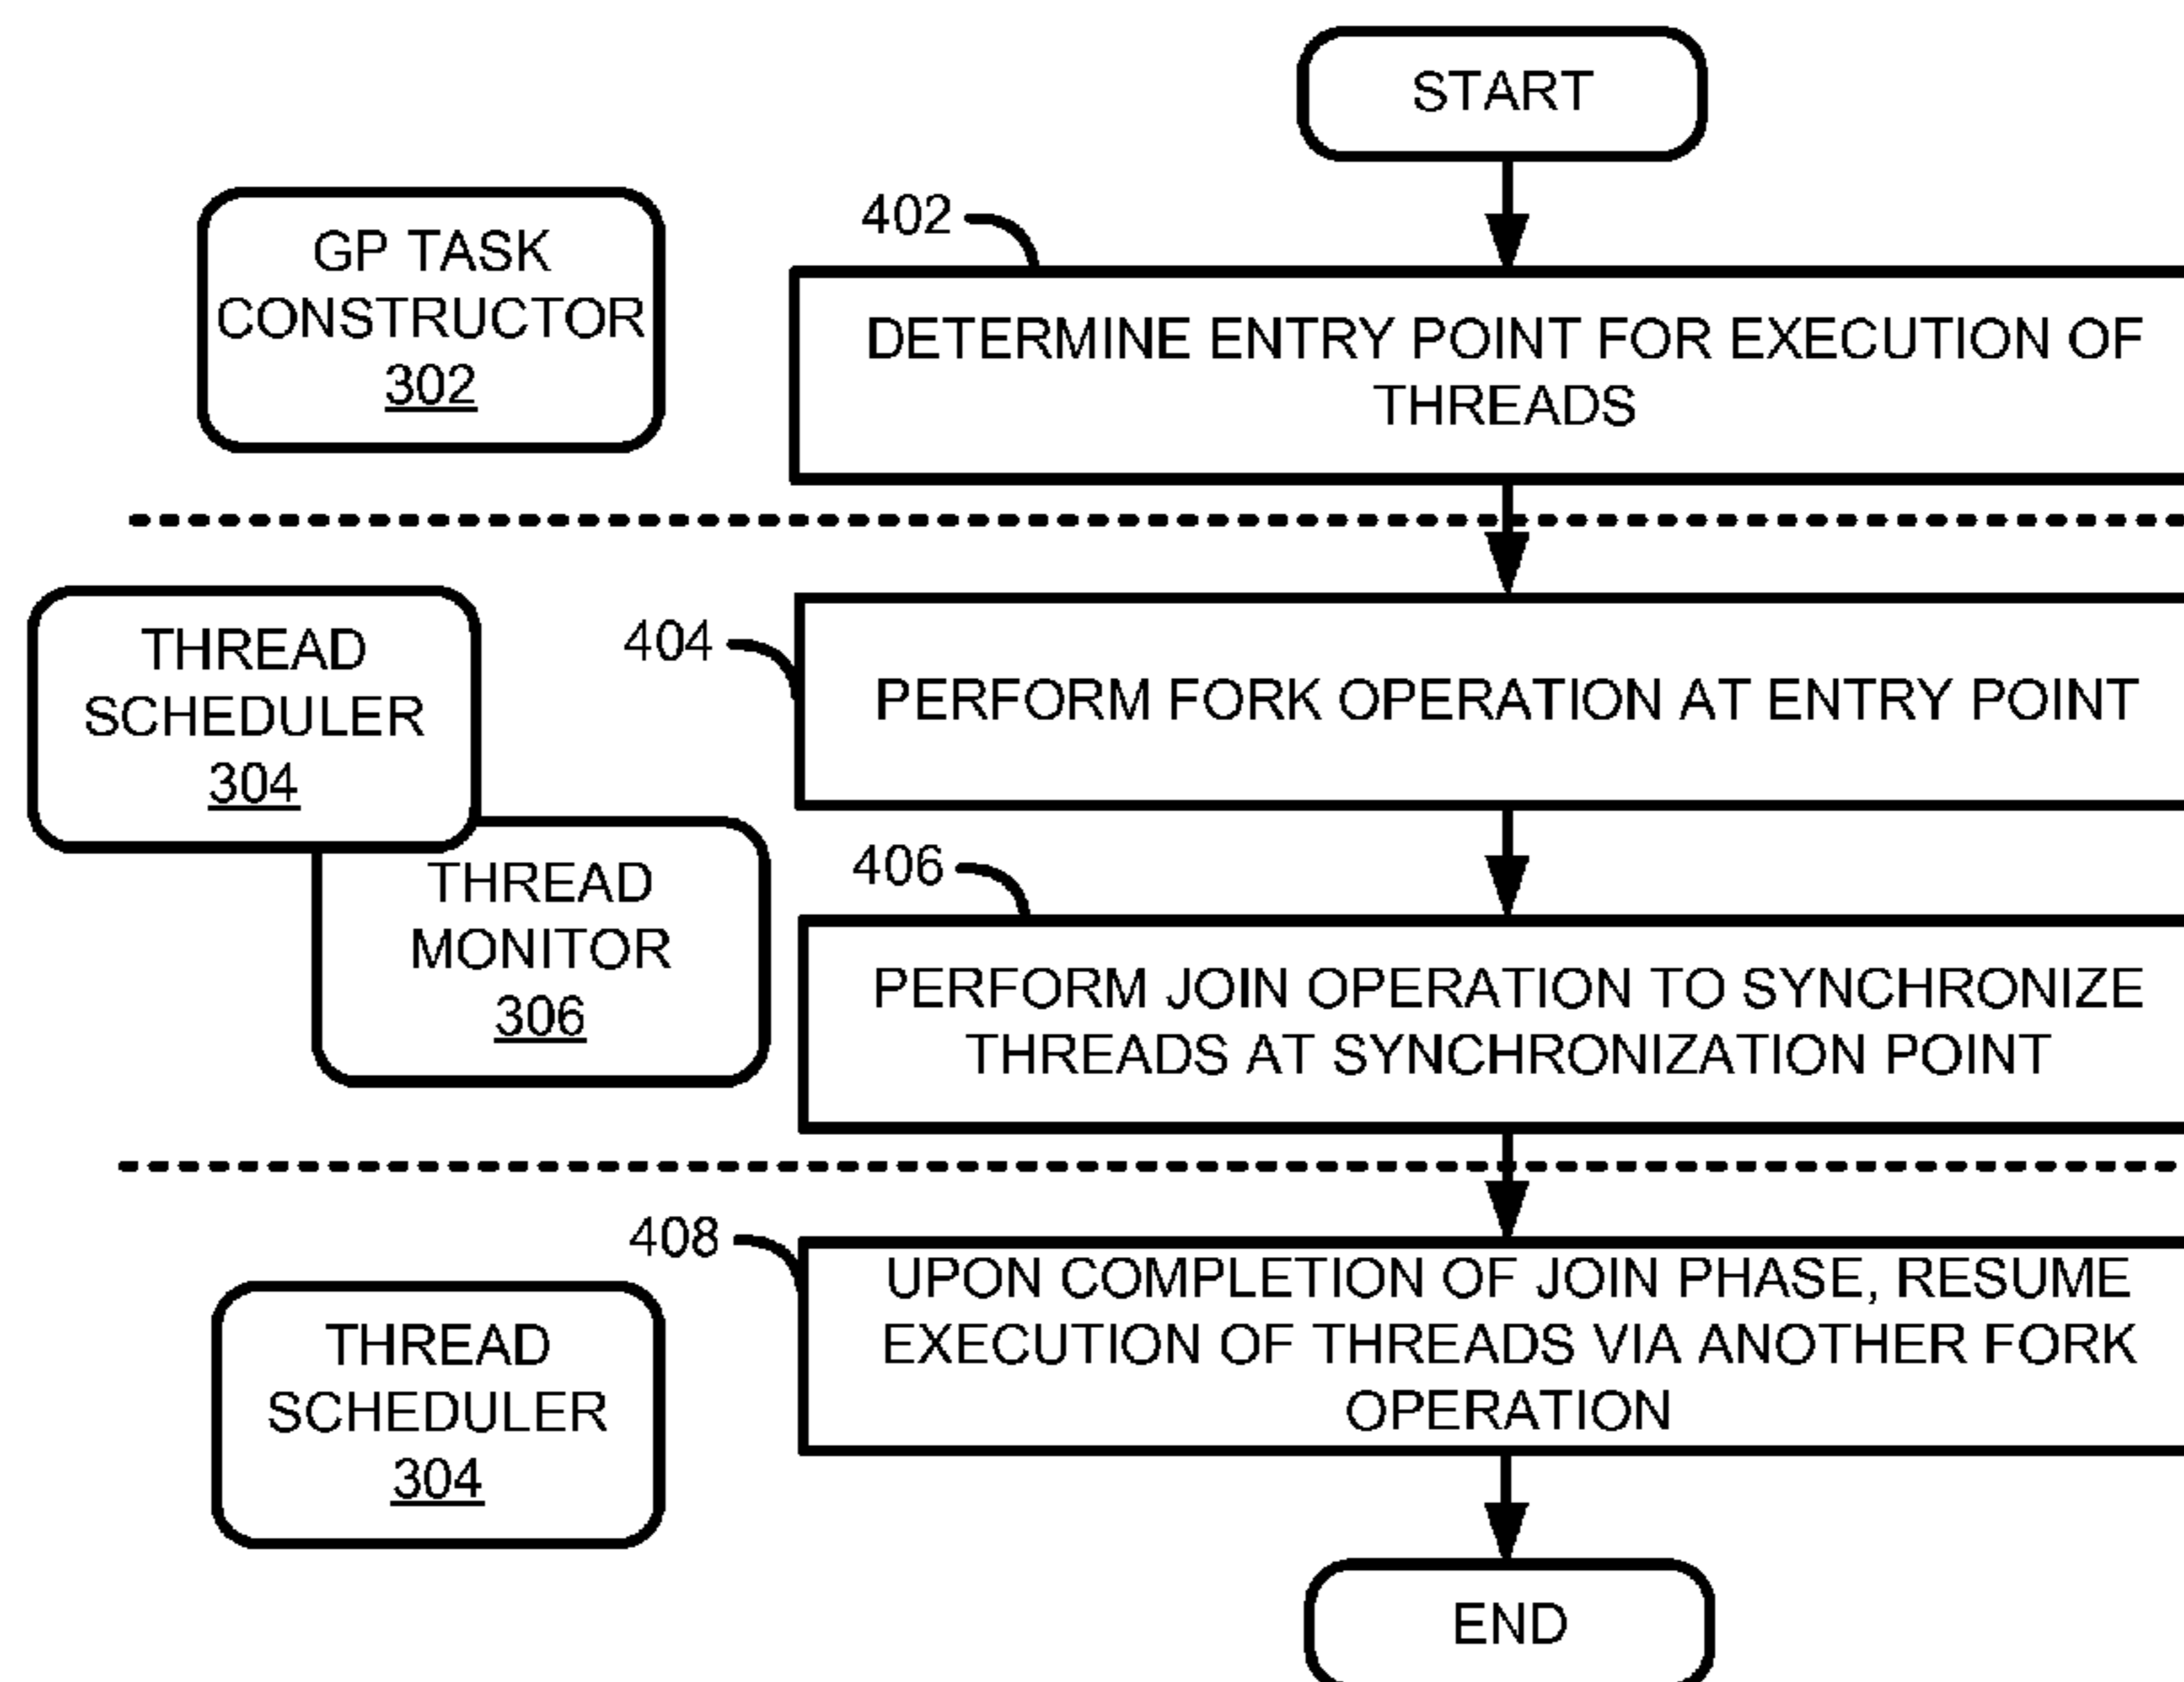 START
402
GP TASK
CONSTRUCTOR
302
DETERMINE ENTRY POINT FOR EXECUTION OF
THREADS
THREAD
SCHEDULER
304
404
PERFORM FORK OPERATION AT ENTRY POINT
THREAD
MONITOR
306
406
PERFORM JOIN OPERATION TO SYNCHRONIZE
THREADS AT SYNCHRONIZATION POINT
408
UPON COMPLETION OF JOIN PHASE, RESUME
EXECUTION OF THREADS VIA ANOTHER FORK
OPERATION
THREAD
SCHEDULER
304
END